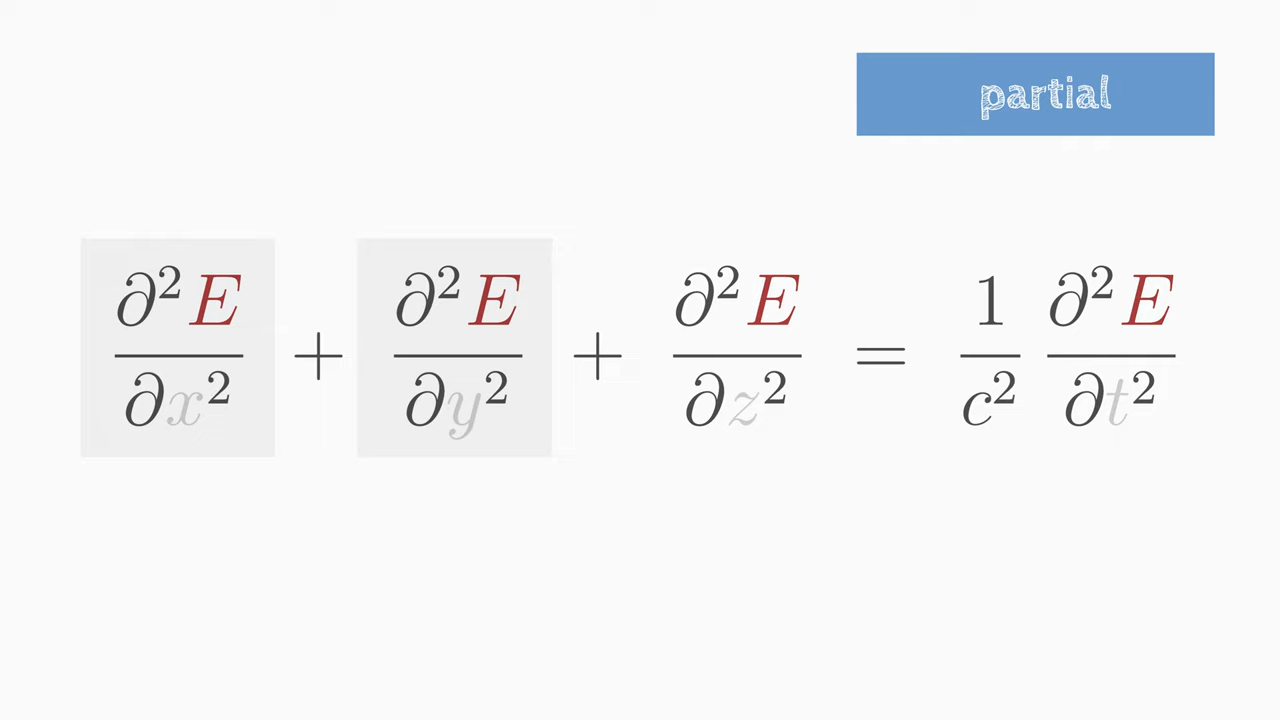 partial
∂²E/∂x² + ∂²E/∂y² + ∂²E/∂z² = 1/c² ∂²E/∂t²